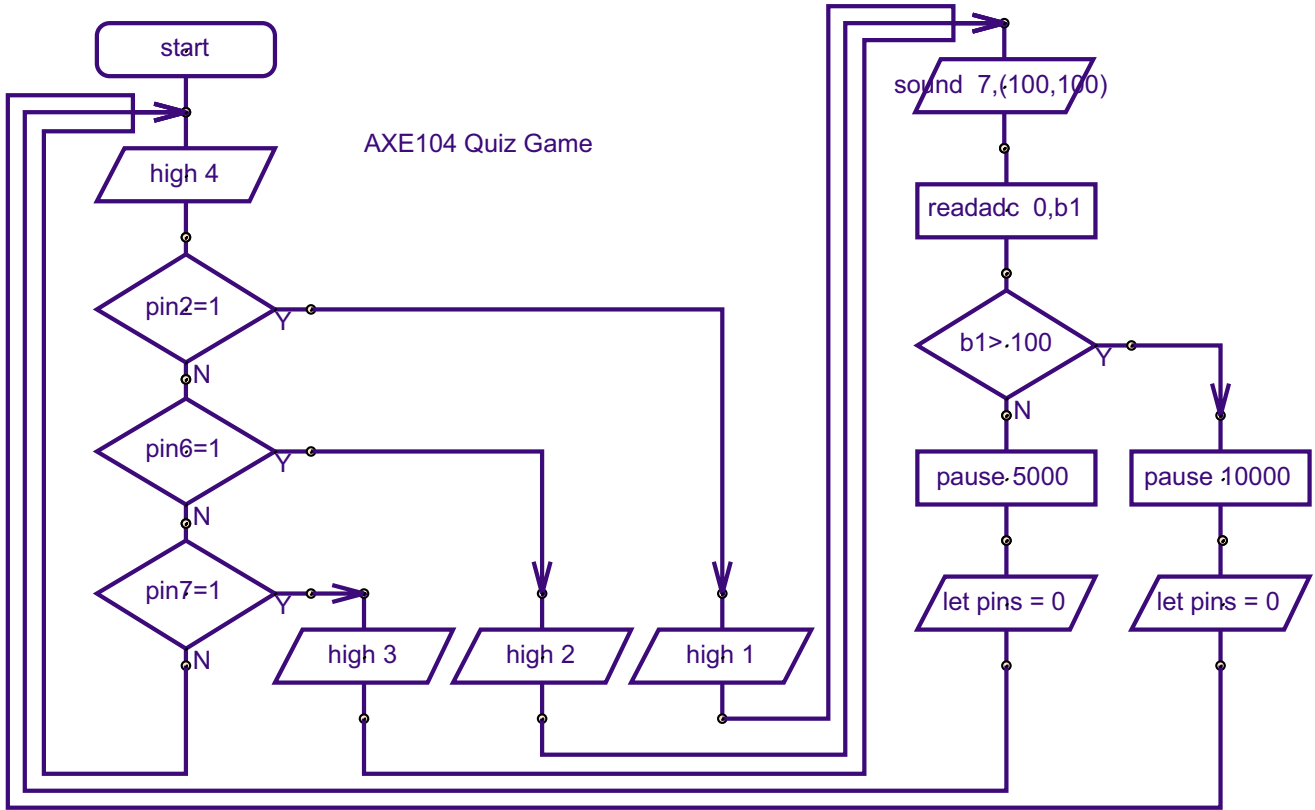 start
AXE104 Quiz Game
high 4
pin2=1
Y
N
pin6=1
Y
N
pin7=1
Y
N
high 3
high 2
high 1
sound 7,(100,100)
readadc 0,b1
b1> 100
Y
N
pause 5000
pause 10000
let pins = 0
let pins = 0